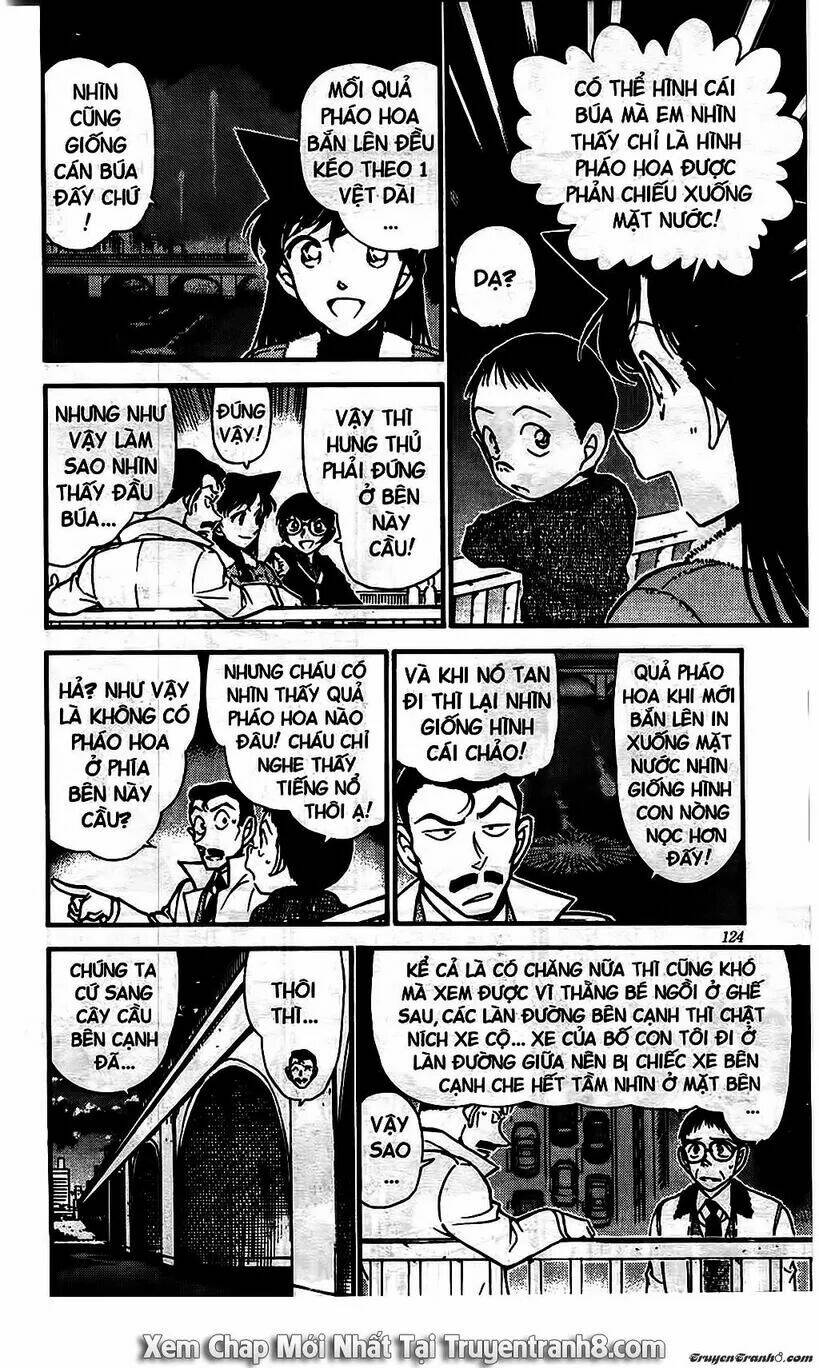 CÓ THỂ HÌNH CÁI
BÚA MÀ EM NHÌN
THẤY CHỈ LÀ HÌNH
PHÁO HOA ĐƯỢC
PHẢN CHIẾU XUỐNG
MẶT NƯỚC!
DẠ?
MỖI QUẢ
PHÁO HOA
BẮN LÊN ĐỀU
KÉO THEO 1
VỆT DÀI
...
NHÌN
CŨNG
GIỐNG
CÁN BÚA
ĐẤY CHỨ
!
VẬY THÌ
HUNG THỦ
PHẢI ĐỨNG
Ở BÊN
NÀY
CẦU!
ĐÚNG
VẬY!
NHƯNG NHƯ
VẬY LÀM
SAO NHÌN
THẤY ĐẦU
BÚA...
QUẢ PHÁO
HOA KHI MỚI
BẮN LÊN IN
XUỐNG MẶT
NƯỚC NHÌN
GIỐNG HÌNH
CON NÒNG
NỌC HƠN
ĐẤY!
VÀ KHI NÓ TAN
ĐI THÌ LẠI NHÌN
GIỐNG HÌNH
CÁI CHẢO!
NHƯNG CHÁU CÓ
NHÌN THẤY QUẢ
PHÁO HOA NÀO
ĐÂU! CHÁU CHỈ
NGHE THẤY
TIẾNG NỔ
THÔI Ạ!
HẢ? NHƯ VẬY
LÀ KHÔNG CÓ
PHÁO HOA
Ở PHÍA
BÊN NÀY
CẦU?
124
KỂ CẢ LÀ CÓ CHĂNG NỮA THÌ CŨNG KHÓ
MÀ XEM ĐƯỢC VÌ THẰNG BÉ NGỒI Ở GHẾ
SAU, CÁC LÀN ĐƯỜNG BÊN CẠNH THÌ CHẬT
NÍCH XE CỘ... XE CỦA BỐ CON TÔI ĐI Ở
LÀN ĐƯỜNG GIỮA NÊN BỊ CHIẾC XE BÊN
CẠNH CHE HẾT TẦM NHÌN Ở MẶT BÊN
...
VẬY
SAO
...
THÔI
THÌ...
CHÚNG TA
CỨ SANG
CÂY CẦU
BÊN CẠNH
ĐÃ...
Xem Chap Mới Nhất Tại Truyentranh8.com
TruyenTranh8.com